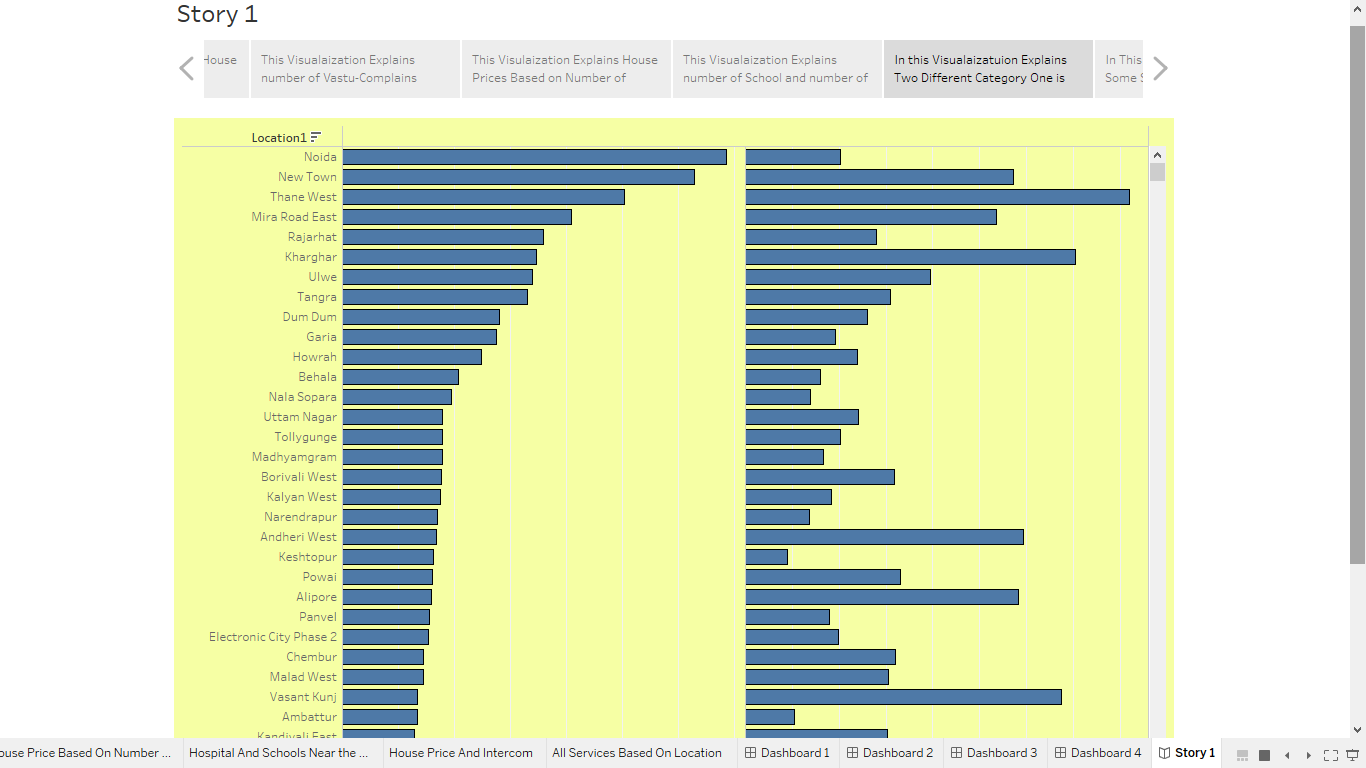 Story 1
House
This Visualaization Explains
number of Vastu-Complains
This Visulaization Explains House
Prices Based on Number of
This Visualaization Explains
number of School and number of
In this Visualaizatuion Explains
Two Different Category One is
In This
Some
Location1
Noida
New Town
Thane West
Mira Road East
Rajarhat
Kharghar
Ulwe
Tangra
Dum Dum
Garia
Howrah
Behala
Nala Sopara
Uttam Nagar
Tollygunge
Madhyamgram
Borivali West
Kalyan West
Narendrapur
Andheri West
Keshtopur
Powai
Alipore
Panvel
Electronic City Phase 2
Chembur
Malad West
Vasant Kunj
Ambattur
Kandivali East
ouse Price Based On Number ...
Hospital And Schools Near the ...
House Price And Intercom
All Services Based On Location
Dashboard 1
Dashboard 2
Dashboard 3
Dashboard 4
Story 1